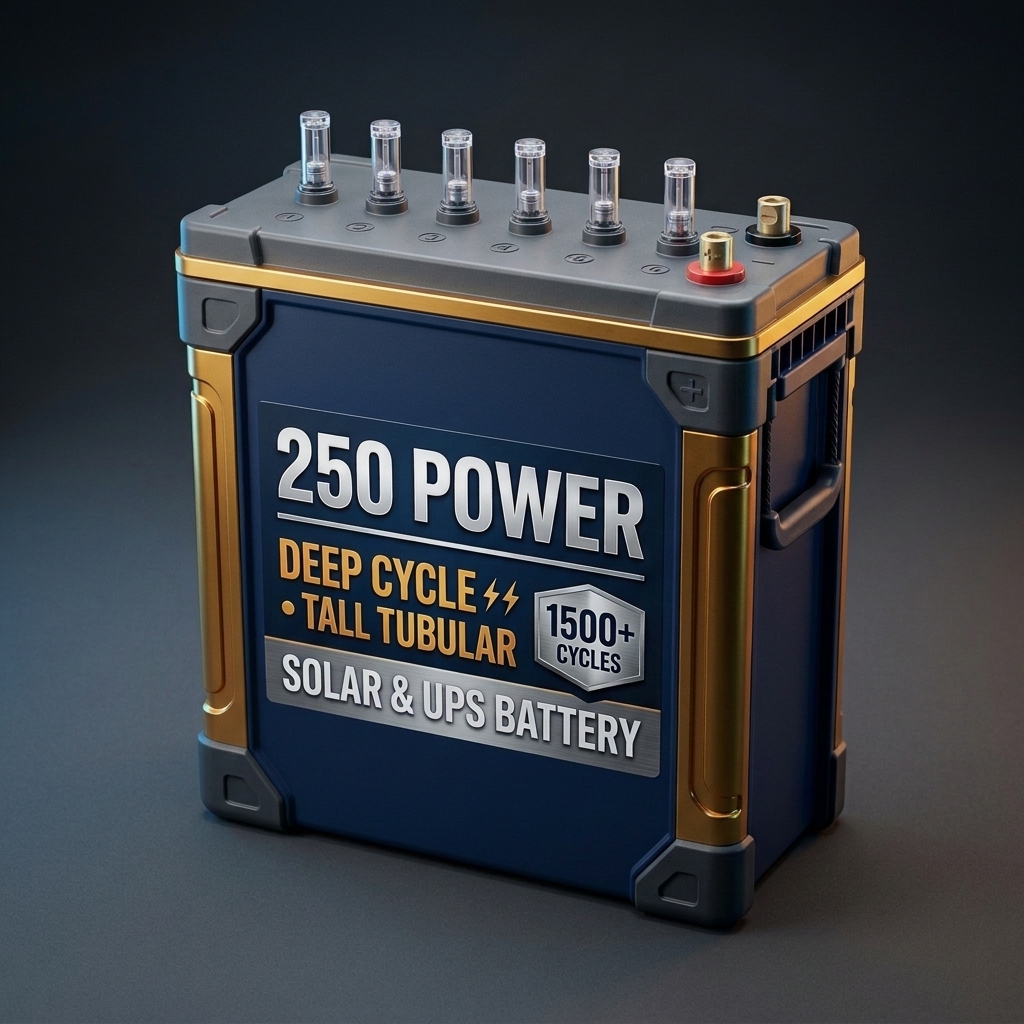 250 POWER
DEEP CYCLE
• TALL TUBULAR
1500+
CYCLES
SOLAR & UPS BATTERY